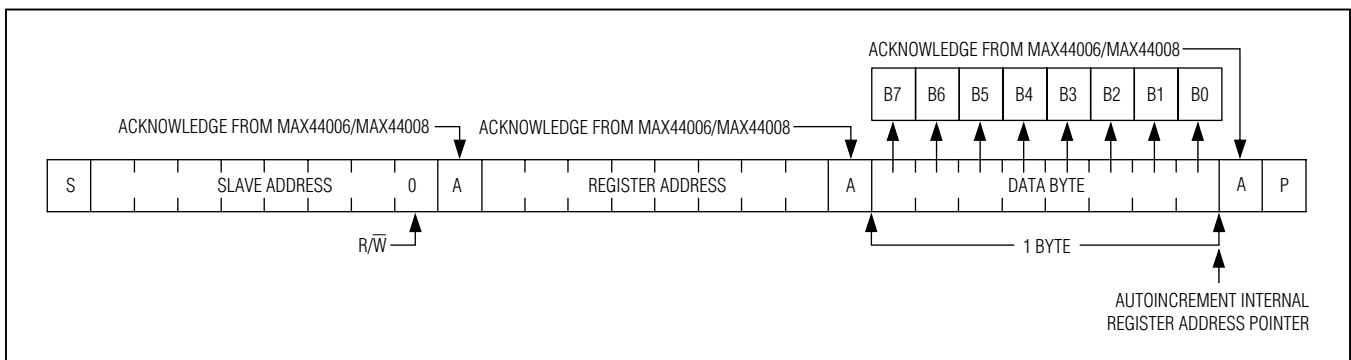 ACKNOWLEDGE FROM MAX44006/MAX44008
B7 B6 B5 B4 B3 B2 B1 B0
ACKNOWLEDGE FROM MAX44006/MAX44008 ACKNOWLEDGE FROM MAX44006/MAX44008
S SLAVE ADDRESS 0 A REGISTER ADDRESS A DATA BYTE A P
R/W̅ 1 BYTE
AUTOINCREMENT INTERNAL
REGISTER ADDRESS POINTER